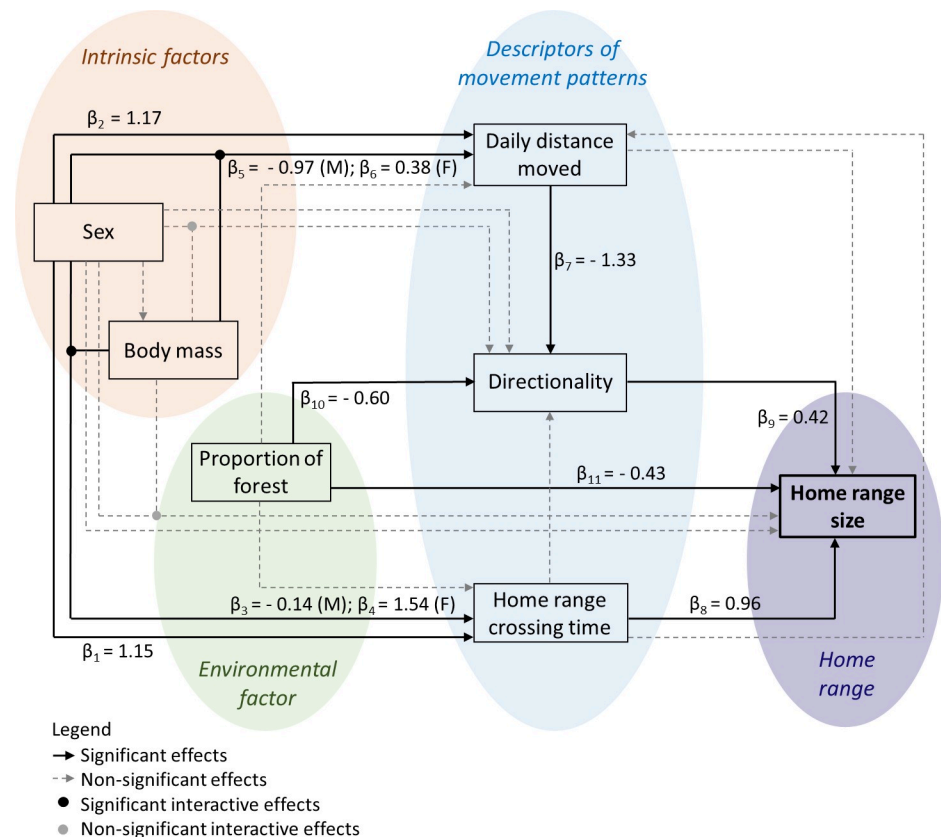 Intrinsic factors
Descriptors of
movement patterns
β2 = 1.17
Daily distance
moved
β5 = - 0.97 (M); β6 = 0.38 (F)
Sex
β7 = - 1.33
Body mass
Directionality
β10 = - 0.60
β9 = 0.42
Proportion of
forest
β11 = - 0.43
Home range
size
β3 = - 0.14 (M); β4 = 1.54 (F)
Home range
crossing time
β8 = 0.96
β1 = 1.15
Environmental
factor
Home
range
Legend
Significant effects
Non-significant effects
Significant interactive effects
Non-significant interactive effects